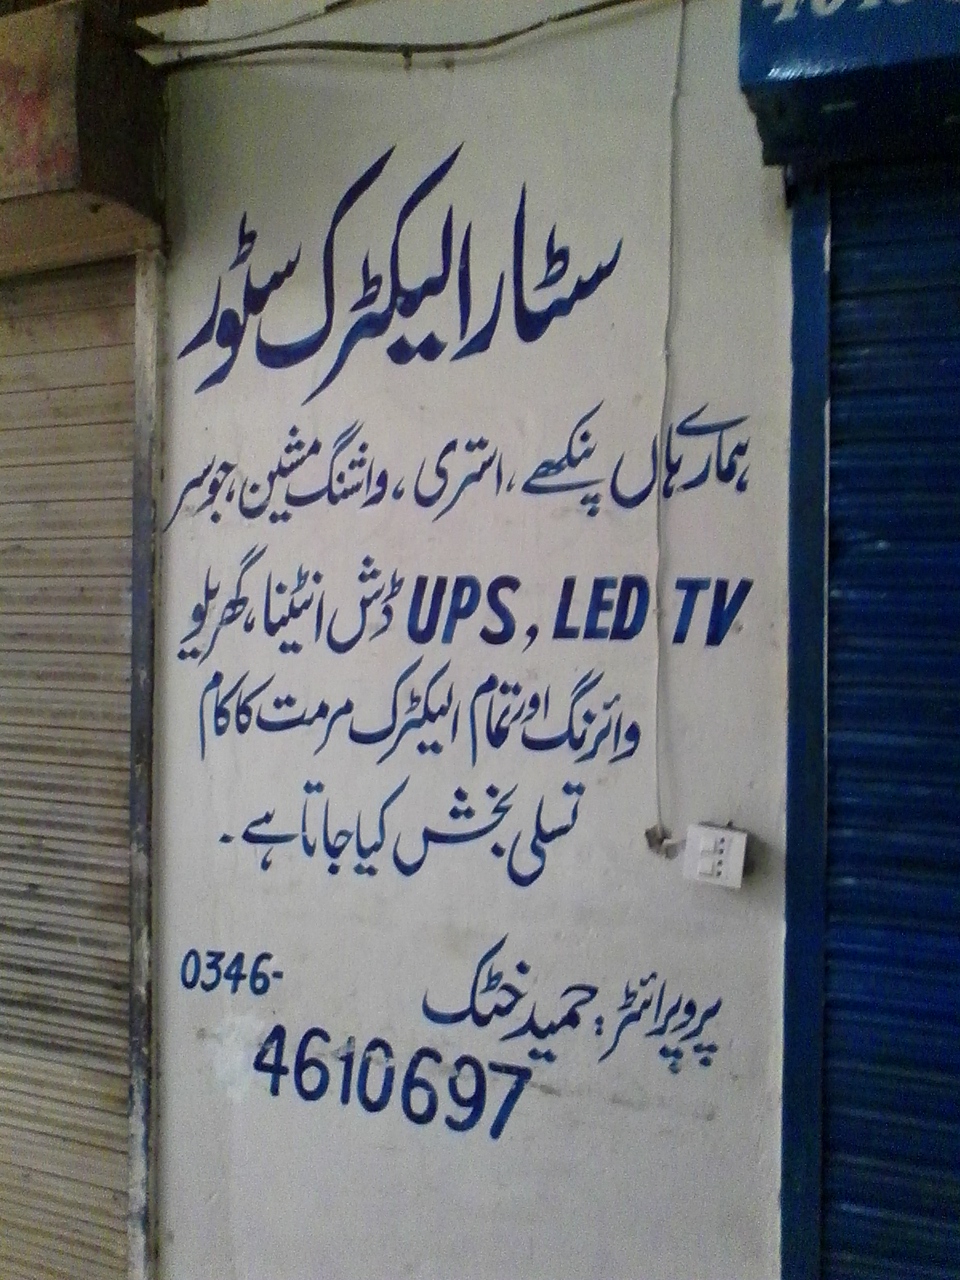 سٹار الیکٹرک سٹور
ہمارے ہاں پنکھے، استری، واشنگ مشین، جوسر
UPS, LED TV ڈش انٹینا، گھریلو
وائرنگ اور تمام الیکٹرک مرمت کا کام
تسلی بخش کیا جاتا ہے۔
پروپرائٹر: حمید خٹک
0346-
4610697